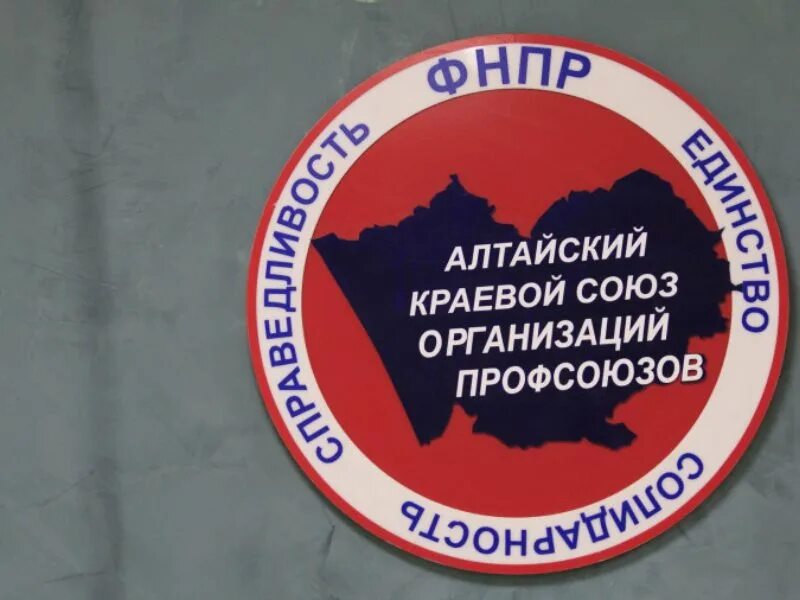 ФНПР
ЕДИНСТВО
СОЛИДАРНОСТЬ
СПРАВЕДЛИВОСТЬ
АЛТАЙСКИЙ
КРАЕВОЙ СОЮЗ
ОРГАНИЗАЦИЙ
ПРОФСОЮЗОВ